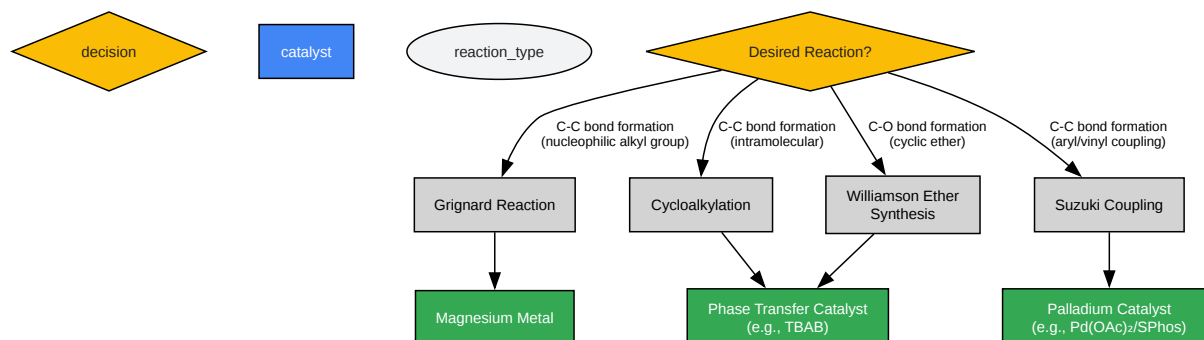 decision
catalyst
reaction_type
Desired Reaction?
C-C bond formation
(nucleophilic alkyl group)
C-C bond formation
(intramolecular)
C-O bond formation
(cyclic ether)
C-C bond formation
(aryl/vinyl coupling)
Grignard Reaction
Cycloalkylation
Williamson Ether
Synthesis
Suzuki Coupling
Magnesium Metal
Phase Transfer Catalyst
(e.g., TBAB)
Palladium Catalyst
(e.g., Pd(OAc)₂/SPhos)